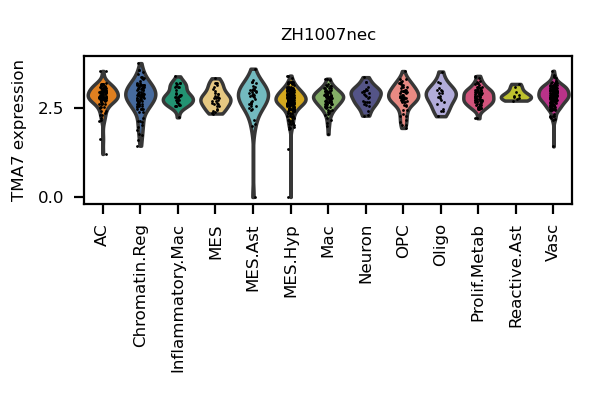 ZH1007nec
TMA7 expression
2.5
0.0
AC
Chromatin.Reg
Inflammatory.Mac
MES
MES.Ast
MES.Hyp
Mac
Neuron
OPC
Oligo
Prolif.Metab
Reactive.Ast
Vasc